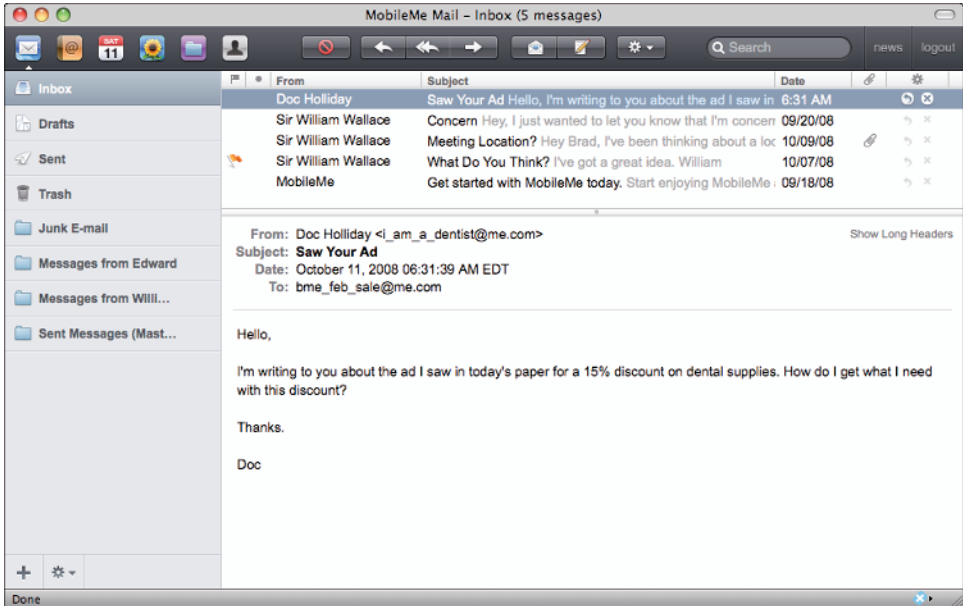 MobileMe Mail – Inbox (5 messages)
SAT
11
Search
news
logout
Inbox
Drafts
Sent
Trash
Junk E-mail
Messages from Edward
Messages from Willi...
Sent Messages (Mast...
From Subject Date
Doc Holliday Saw Your Ad Hello, I'm writing to you about the ad I saw in 6:31 AM
Sir William Wallace Concern Hey, I just wanted to let you know that I'm concern 09/20/08
Sir William Wallace Meeting Location? Hey Brad, I've been thinking about a loc 10/09/08
Sir William Wallace What Do You Think? I've got a great idea. William 10/07/08
MobileMe Get started with MobileMe today. Start enjoying MobileMe 09/18/08
From: Doc Holliday <i_am_a_dentist@me.com>
Show Long Headers
Subject: Saw Your Ad
Date: October 11, 2008 06:31:39 AM EDT
To: bme_feb_sale@me.com
Hello,
I'm writing to you about the ad I saw in today's paper for a 15% discount on dental supplies. How do I get what I need
with this discount?
Thanks.
Doc
Done